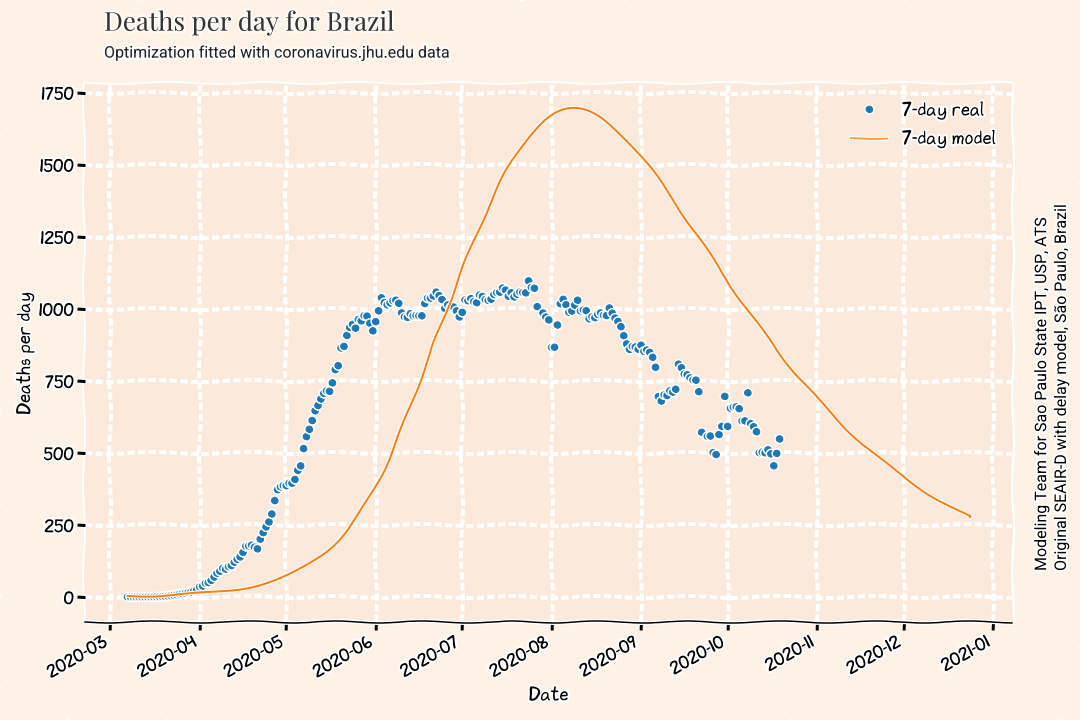 Deaths per day for Brazil
Optimization fitted with coronavirus.jhu.edu data
1750
1500
1250
1000
750
500
250
0
Deaths per day
7-day real
7-day model
2020-03
2020-04
2020-05
2020-06
2020-07
2020-08
2020-09
2020-10
2020-11
2020-12
2021-01
Date
Modeling Team for Sao Paulo State IPT, USP, ATS
Original SEAIR-D with delay model, São Paulo, Brazil